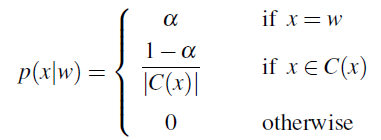 α if x = w
p(x|w) = { (1 − α) / |C(x)| if x ∈ C(x)
0 otherwise